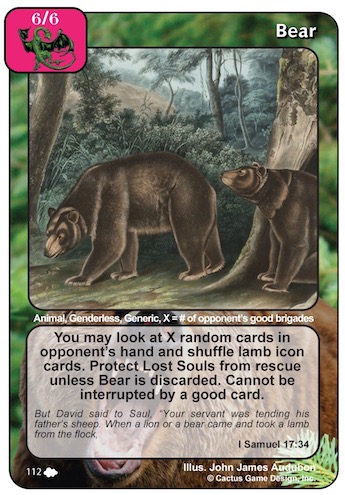 6/6
Bear
Animal, Genderless, Generic, X = # of opponent's good brigades
You may look at X random cards in
opponent's hand and shuffle lamb icon
cards. Protect Lost Souls from rescue
unless Bear is discarded. Cannot be
interrupted by a good card.
But David said to Saul, "Your servant was tending his
father's sheep. When a lion or a bear came and took a lamb
from the flock,
I Samuel 17:34
112
Illus. John James Audubon
© Cactus Game Design, Inc.